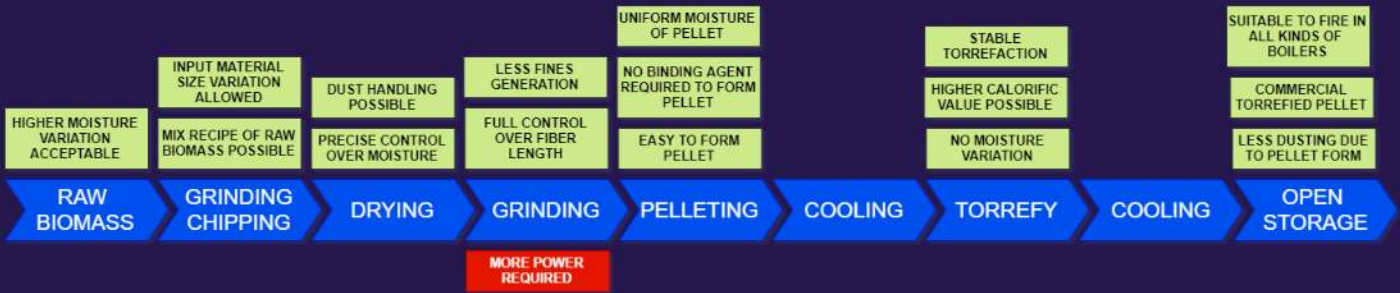 HIGHER MOISTURE
VARIATION
ACCEPTABLE
RAW
BIOMASS
INPUT MATERIAL
SIZE VARIATION
ALLOWED
MIX RECIPE OF RAW
BIOMASS POSSIBLE
GRINDING
CHIPPING
DUST HANDLING
POSSIBLE
PRECISE CONTROL
OVER MOISTURE
DRYING
LESS FINES
GENERATION
FULL CONTROL
OVER FIBER
LENGTH
GRINDING
MORE POWER
REQUIRED
UNIFORM MOISTURE
OF PELLET
NO BINDING AGENT
REQUIRED TO FORM
PELLET
EASY TO FORM
PELLET
PELLETING
COOLING
STABLE
TORREFACTION
HIGHER CALORIFIC
VALUE POSSIBLE
NO MOISTURE
VARIATION
TORREFY
COOLING
SUITABLE TO FIRE IN
ALL KINDS OF
BOILERS
COMMERCIAL
TORREFIED PELLET
LESS DUSTING DUE
TO PELLET FORM
OPEN
STORAGE